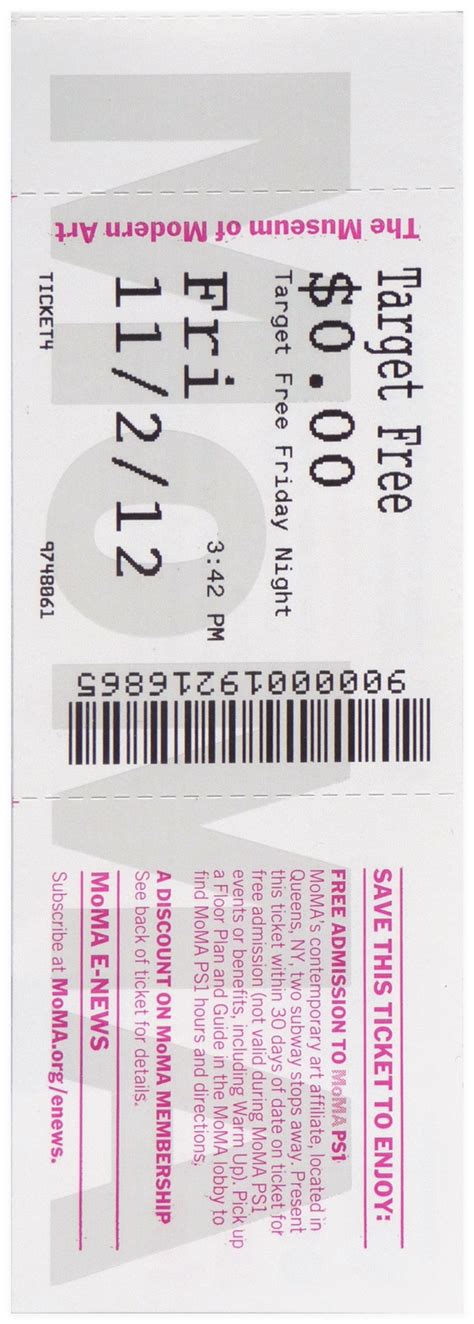 MoMA
The Museum of Modern Art
Target Free
$0.00
Target Free Friday Night
3:42 PM
Fri
11/2/12
TICKET4 9748061
90000019216865
SAVE THIS TICKET TO ENJOY:
FREE ADMISSION TO MoMA PS1
MoMA's contemporary art affiliate, located in
Queens, NY, two subway stops away. Present
this ticket within 30 days of date on ticket for
free admission (not valid during MoMA PS1
events or benefits, including Warm Up). Pick up
a Floor Plan and Guide in the MoMA lobby to
find MoMA PS1 hours and directions,
A DISCOUNT ON MoMA MEMBERSHIP
See back of ticket for details.
MoMA E-NEWS
Subscribe at MoMA.org/enews.